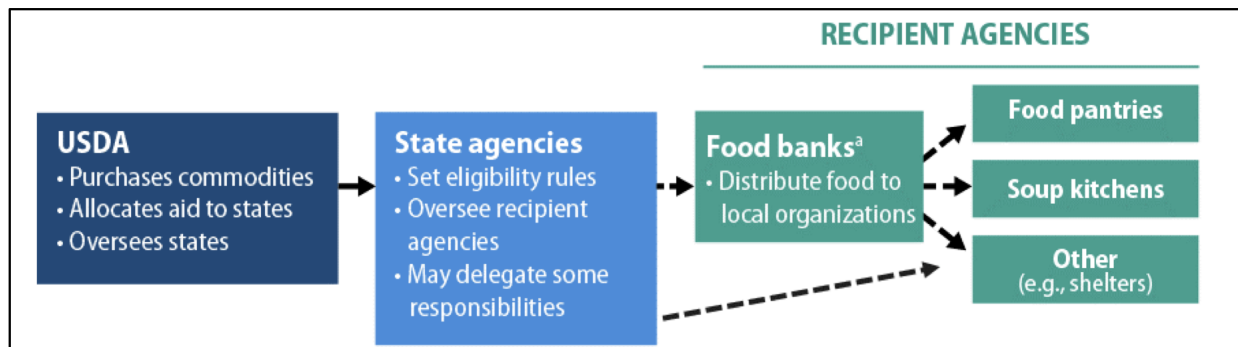 RECIPIENT AGENCIES
USDA
• Purchases commodities
• Allocates aid to states
• Oversees states
State agencies
• Set eligibility rules
• Oversee recipient
agencies
• May delegate some
responsibilities
Food banksᵃ
• Distribute food to
local organizations
Food pantries
Soup kitchens
Other
(e.g., shelters)